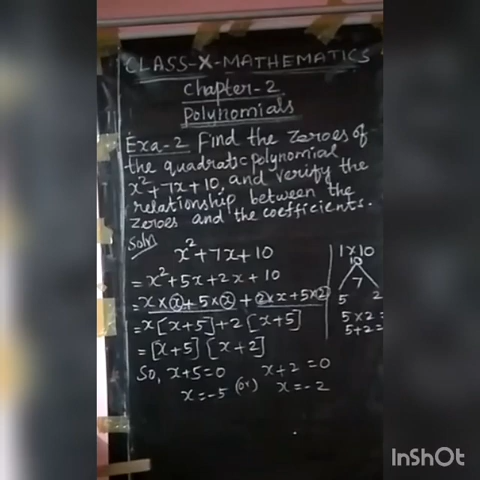 CLASS-X-MATHEMATICS
Chapter-2
Polynomials
Exa-2 Find the zeroes of
the quadratic polynomial
x²+7x+10, and verify the
relationship between the
zeroes and the coefficients.
Soln
x²+7x+10
= x²+5x+2x+10
= x×x+5×x+2×x+5×2
= x[x+5]+2[x+5]
= [x+5] [x+2]
So, x+5=0 x+2=0
x=-5 (or) x=-2
1×10
10
7
5 2
5×2=
5+2=
InShOt